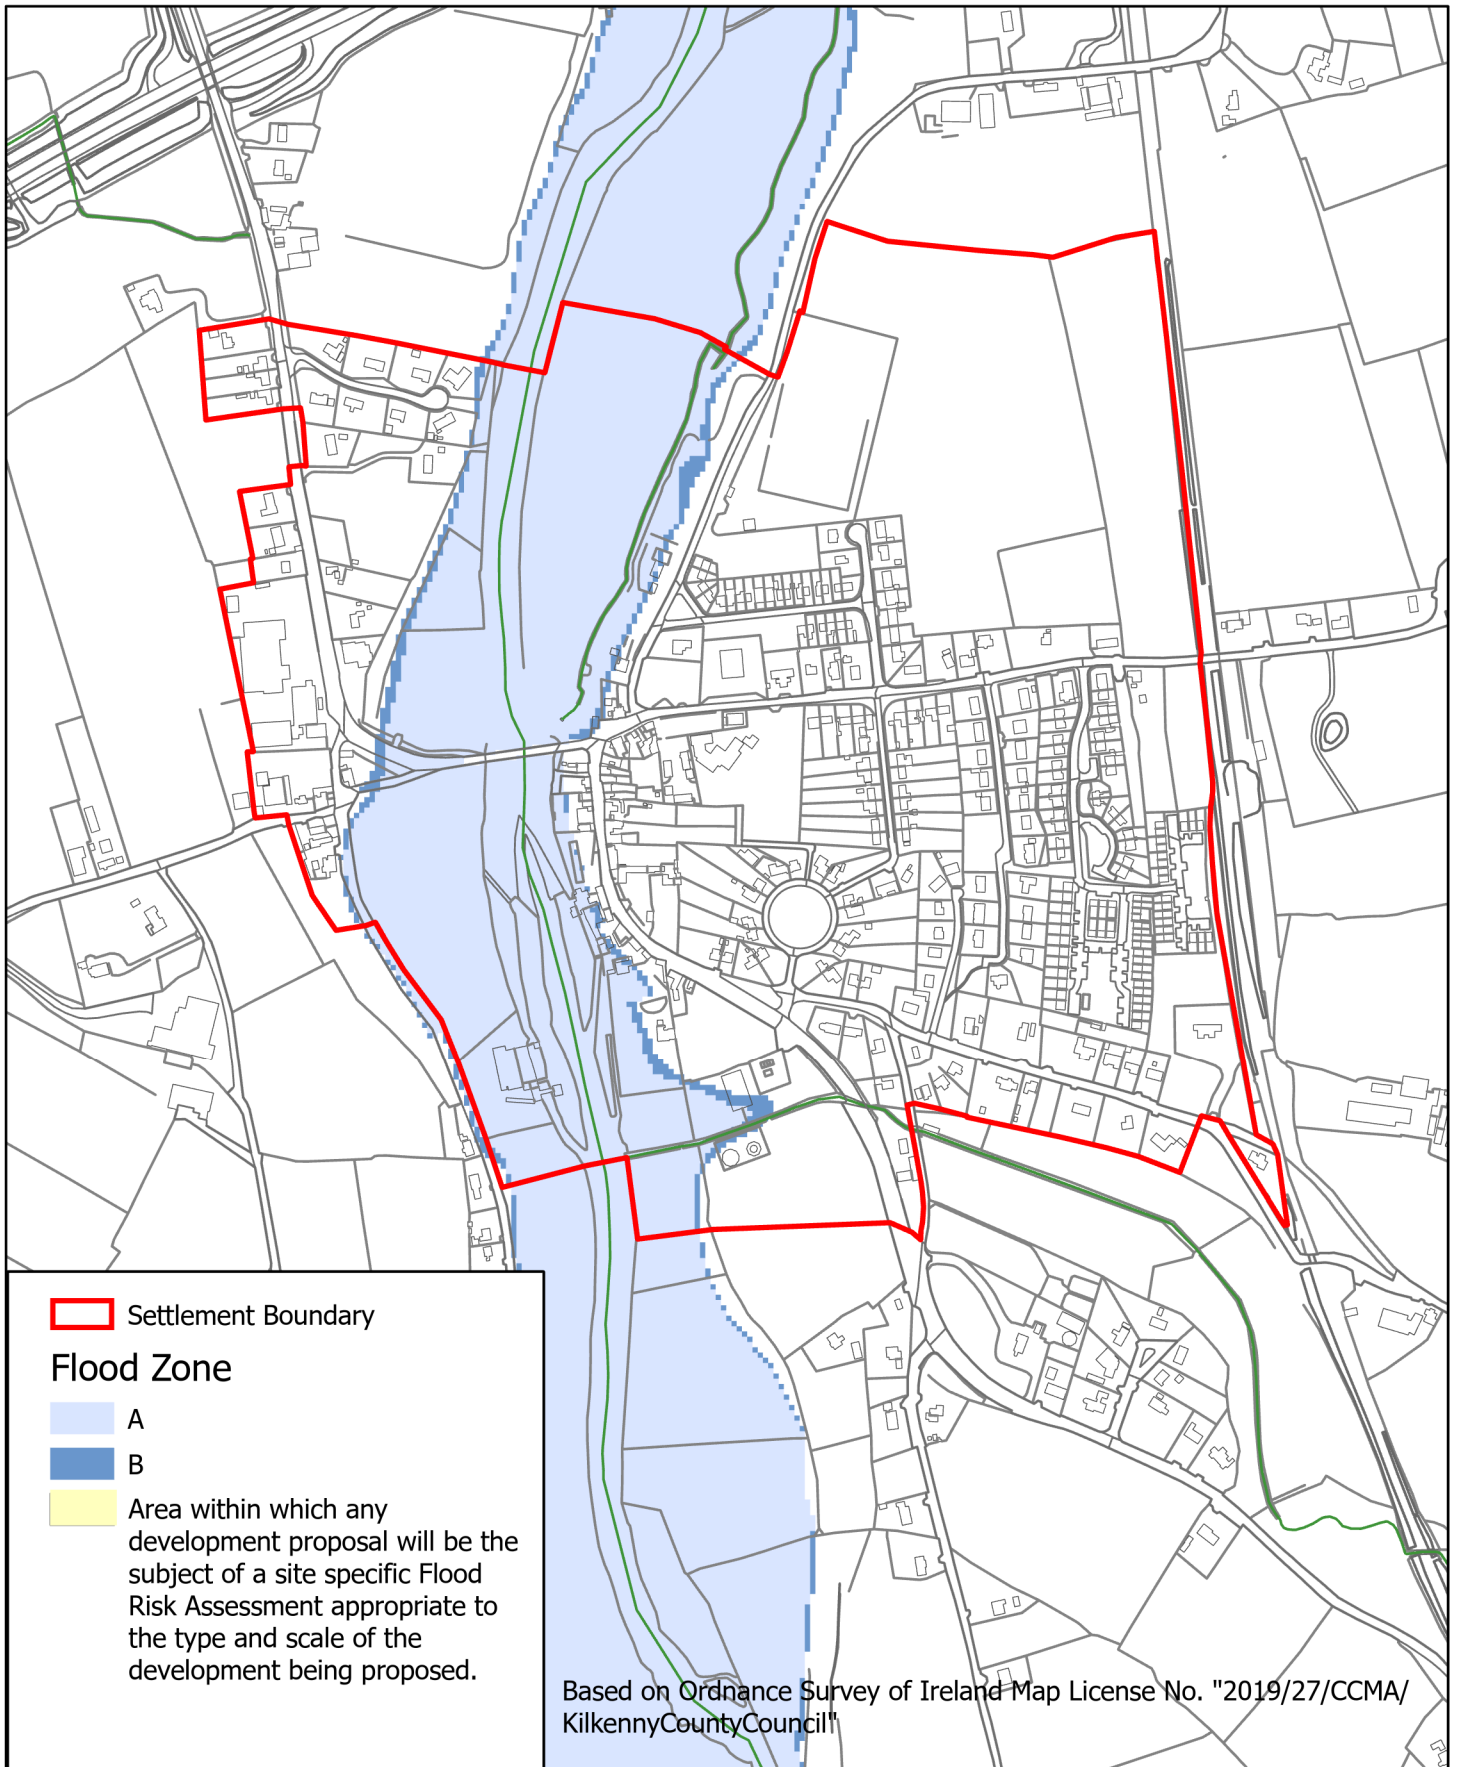 Settlement Boundary
Flood Zone
A
B
Area within which any
development proposal will be the
subject of a site specific Flood
Risk Assessment appropriate to
the type and scale of the
development being proposed.
Based on Ordnance Survey of Ireland Map License No. "2019/27/CCMA/
KilkennyCountyCouncil"